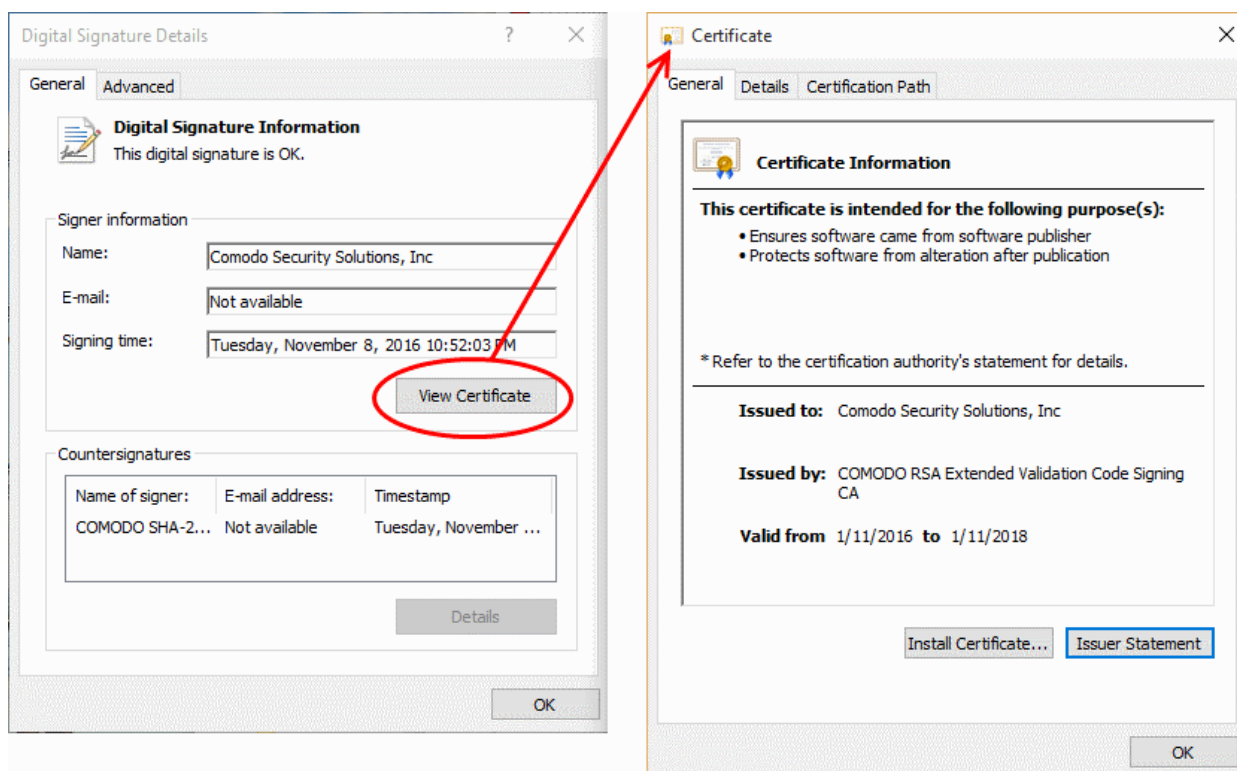 Digital Signature Details
General Advanced
Digital Signature Information
This digital signature is OK.
Signer information
Name: Comodo Security Solutions, Inc
E-mail: Not available
Signing time: Tuesday, November 8, 2016 10:52:03 PM
View Certificate
Countersignatures
Name of signer: E-mail address: Timestamp
COMODO SHA-2... Not available Tuesday, November ...
Details
OK
Certificate
General Details Certification Path
Certificate Information
This certificate is intended for the following purpose(s):
• Ensures software came from software publisher
• Protects software from alteration after publication
* Refer to the certification authority's statement for details.
Issued to: Comodo Security Solutions, Inc
Issued by: COMODO RSA Extended Validation Code Signing
CA
Valid from 1/11/2016 to 1/11/2018
Install Certificate... Issuer Statement
OK